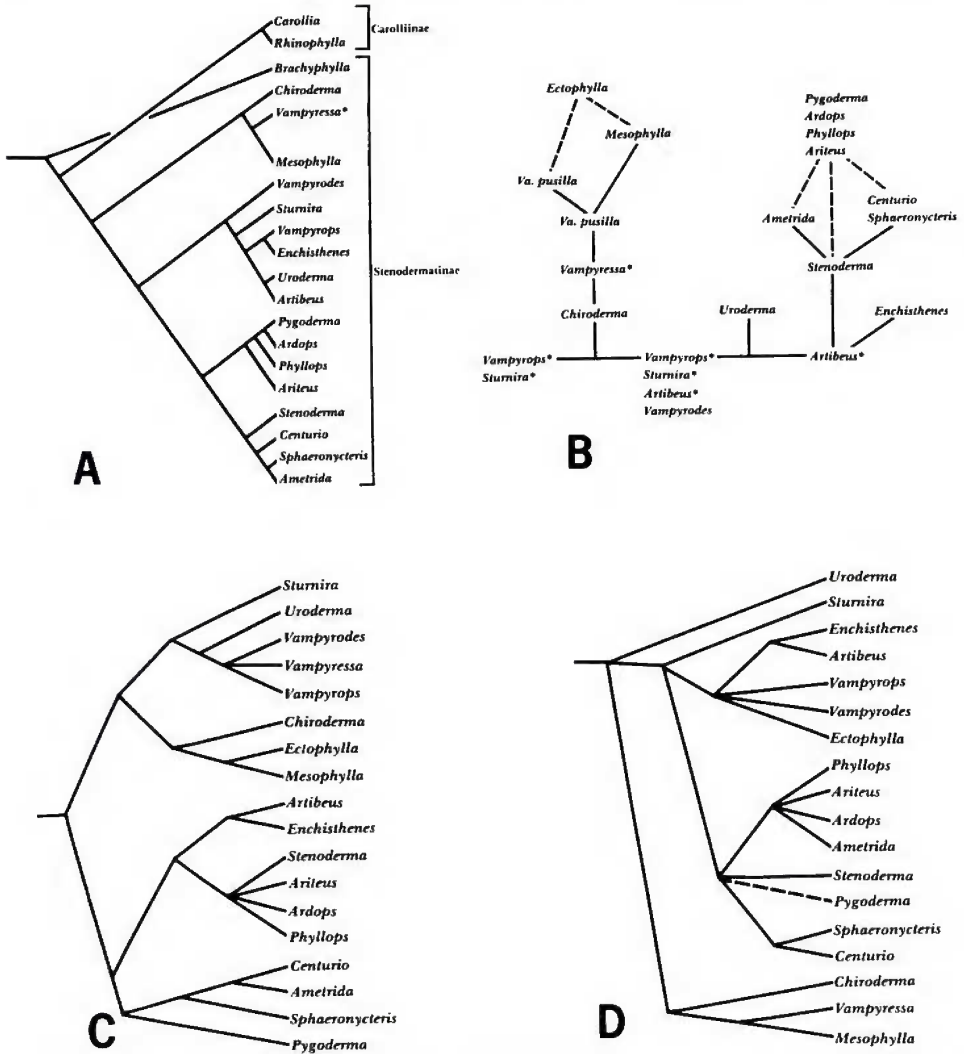 Carollia
Rhinophylla
Carolliinae
Brachyphylla
Chiroderma
Vampyressa*
Mesophylla
Vampyrodes
Sturnira
Vampyrops
Enchisthenes
Uroderma
Artibeus
Stenodermatinae
Pygoderma
Ardops
Phyllops
Ariteus
Stenoderma
Centurio
Sphaeronycteris
Ametrida
A
Ectophylla
Mesophylla
Va. pusilla
Va. pusilla
Vampyressa*
Chiroderma
Vampyrops*
Sturnira*
Vampyrops*
Sturnira*
Artibeus*
Vampyrodes
Uroderma
Pygoderma
Ardops
Phyllops
Ariteus
Ametrida
Centurio
Sphaeronycteris
Stenoderma
Enchisthenes
Artibeus*
B
Sturnira
Uroderma
Vampyrodes
Vampyressa
Vampyrops
Chiroderma
Ectophylla
Mesophylla
Artibeus
Enchisthenes
Stenoderma
Ariteus
Ardops
Phyllops
Centurio
Ametrida
Sphaeronycteris
Pygoderma
C
Uroderma
Sturnira
Enchisthenes
Artibeus
Vampyrops
Vampyrodes
Ectophylla
Phyllops
Ariteus
Ardops
Ametrida
Stenoderma
Pygoderma
Sphaeronycteris
Centurio
Chiroderma
Vampyressa
Mesophylla
D